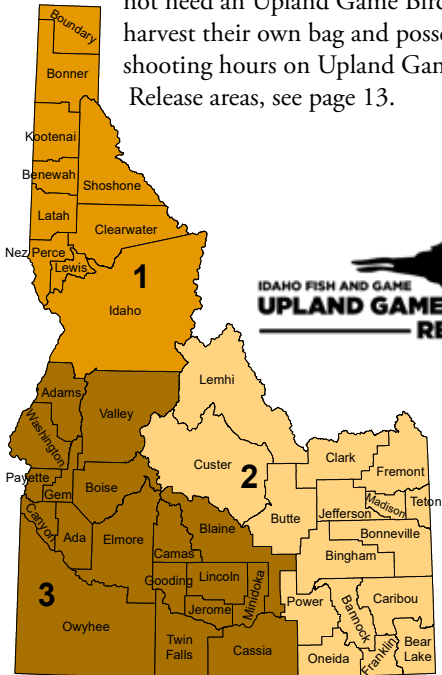 not need an Upland Game Bird
harvest their own bag and posse
shooting hours on Upland Gam
Release areas, see page 13.
Boundary
Bonner
Kootenai
Benewah
Shoshone
Latah
Clearwater
Nez Perce
Lewis
1
Idaho
IDAHO FISH AND GAME
UPLAND GAME
RE
Lemhi
Adams
Valley
Washington
Custer
2
Clark
Fremont
Payette
Gem
Boise
Butte
Jefferson
Madison
Teton
Canyon
Ada
Elmore
Camas
Blaine
Bonneville
Bingham
Gooding
Lincoln
Minidoka
Power
Bannock
Caribou
3
Jerome
Owyhee
Twin
Falls
Cassia
Oneida
Franklin
Bear
Lake